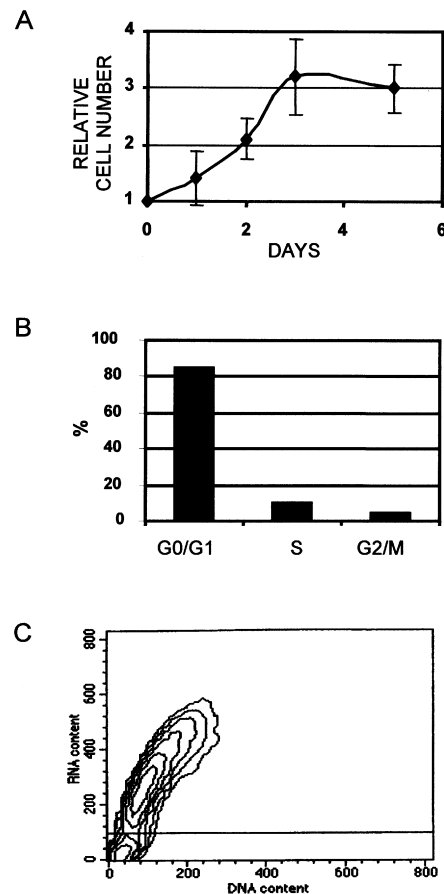 A
RELATIVE
CELL NUMBER
4
3
2
1
0 2 4 6
DAYS
B
%
100
80
60
40
20
0
G0/G1 S G2/M
C
RNA content
800
600
400
200
0
0 200 400 600 800
DNA content